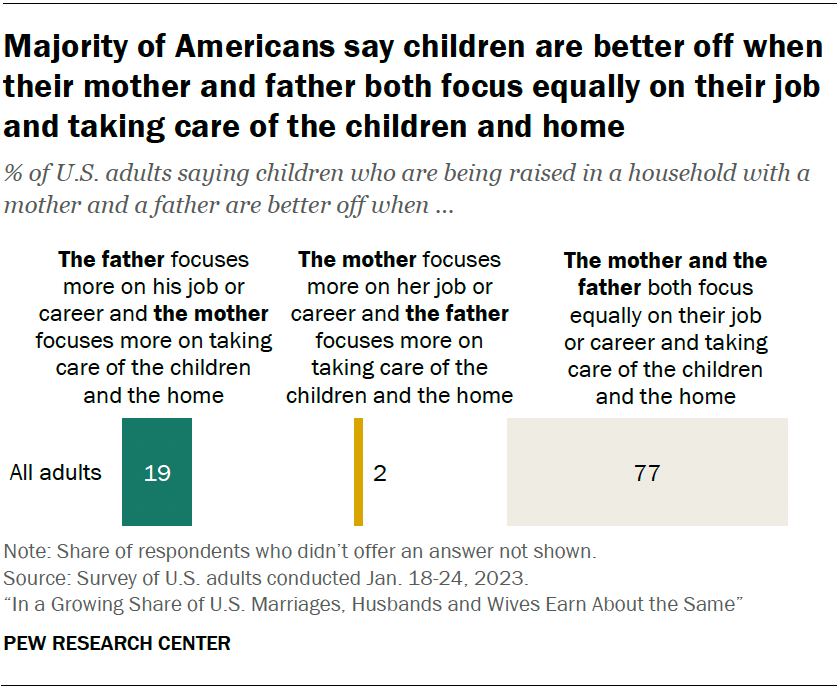 Majority of Americans say children are better off when
their mother and father both focus equally on their job
and taking care of the children and home
% of U.S. adults saying children who are being raised in a household with a
mother and a father are better off when ...
The father focuses
more on his job or
career and the mother
focuses more on taking
care of the children
and the home
The mother focuses
more on her job or
career and the father
focuses more on
taking care of the
children and the home
The mother and the
father both focus
equally on their job
or career and taking
care of the children
and the home
All adults
19
2
77
Note: Share of respondents who didn’t offer an answer not shown.
Source: Survey of U.S. adults conducted Jan. 18-24, 2023.
“In a Growing Share of U.S. Marriages, Husbands and Wives Earn About the Same”
PEW RESEARCH CENTER